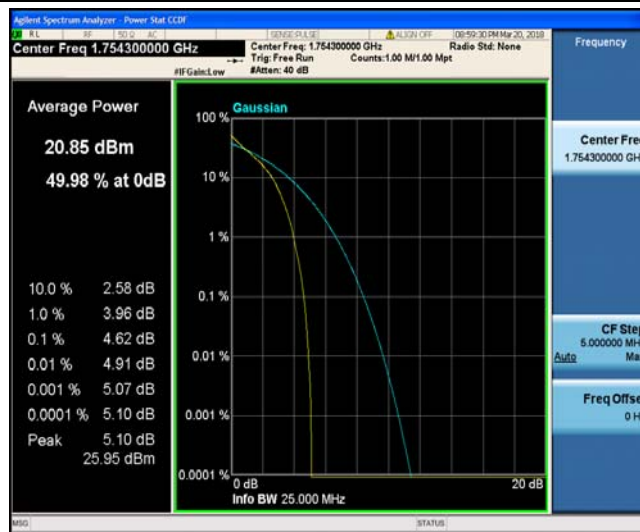 Agilent Spectrum Analyzer - Power Stat CCDF
RL RF 50 Ω AC SENSE:PULSE ALIGN OFF 08:59:30 PM Mar 20, 2018
Center Freq 1.754300000 GHz
Center Freq: 1.754300000 GHz Radio Std: None
Trig: Free Run Counts:1.00 M/1.00 Mpt
#IFGain:Low #Atten: 40 dB
Frequency
Average Power
20.85 dBm
49.98 % at 0dB
10.0 % 2.58 dB
1.0 % 3.96 dB
0.1 % 4.62 dB
0.01 % 4.91 dB
0.001 % 5.07 dB
0.0001 % 5.10 dB
Peak 5.10 dB
25.95 dBm
Gaussian
100 %
10 %
1 %
0.1 %
0.01 %
0.001 %
0.0001 %
0 dB 20 dB
Info BW 25.000 MHz
Center Fre
1.754300000 GH
CF Step
5.000000 MH
Auto Ma
Freq Offse
0 H
MSG STATUS